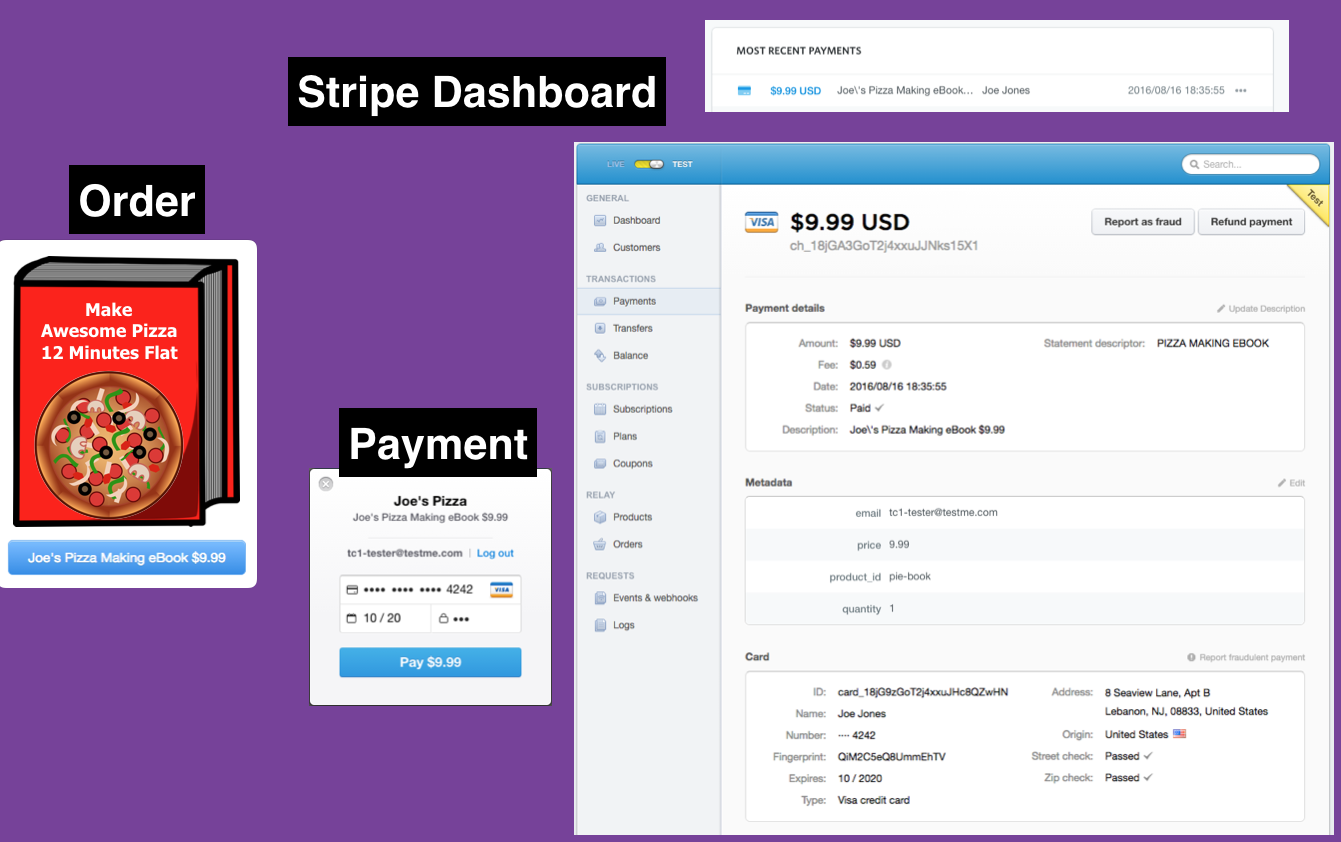 Stripe Dashboard
MOST RECENT PAYMENTS
$9.99 USD Joe\'s Pizza Making eBook... Joe Jones 2016/08/16 18:35:55 •••
Order
Make
Awesome Pizza
12 Minutes Flat
Joe's Pizza Making eBook $9.99
Payment
Joe's Pizza
Joe's Pizza Making eBook $9.99
tc1-tester@testme.com | Log out
•••• •••• •••• 4242 VISA
10 / 20 •••
Pay $9.99
LIVE TEST
Search...
GENERAL
Dashboard
Customers
TRANSACTIONS
Payments
Transfers
Balance
SUBSCRIPTIONS
Subscriptions
Plans
Coupons
RELAY
Products
Orders
REQUESTS
Events & webhooks
Logs
Test
VISA $9.99 USD
ch_18jGA3GoT2j4xxuJJNks15X1
Report as fraud Refund payment
Payment details Update Description
Amount: $9.99 USD Statement descriptor: PIZZA MAKING EBOOK
Fee: $0.59
Date: 2016/08/16 18:35:55
Status: Paid ✓
Description: Joe\'s Pizza Making eBook $9.99
Metadata Edit
email tc1-tester@testme.com
price 9.99
product_id pie-book
quantity 1
Card Report fraudulent payment
ID: card_18jG9zGoT2j4xxuJHc8QZwHN Address: 8 Seaview Lane, Apt B
Name: Joe Jones Lebanon, NJ, 08833, United States
Number: ···· 4242 Origin: United States
Fingerprint: QiM2C5eQ8UmmEhTV Street check: Passed ✓
Expires: 10 / 2020 Zip check: Passed ✓
Type: Visa credit card